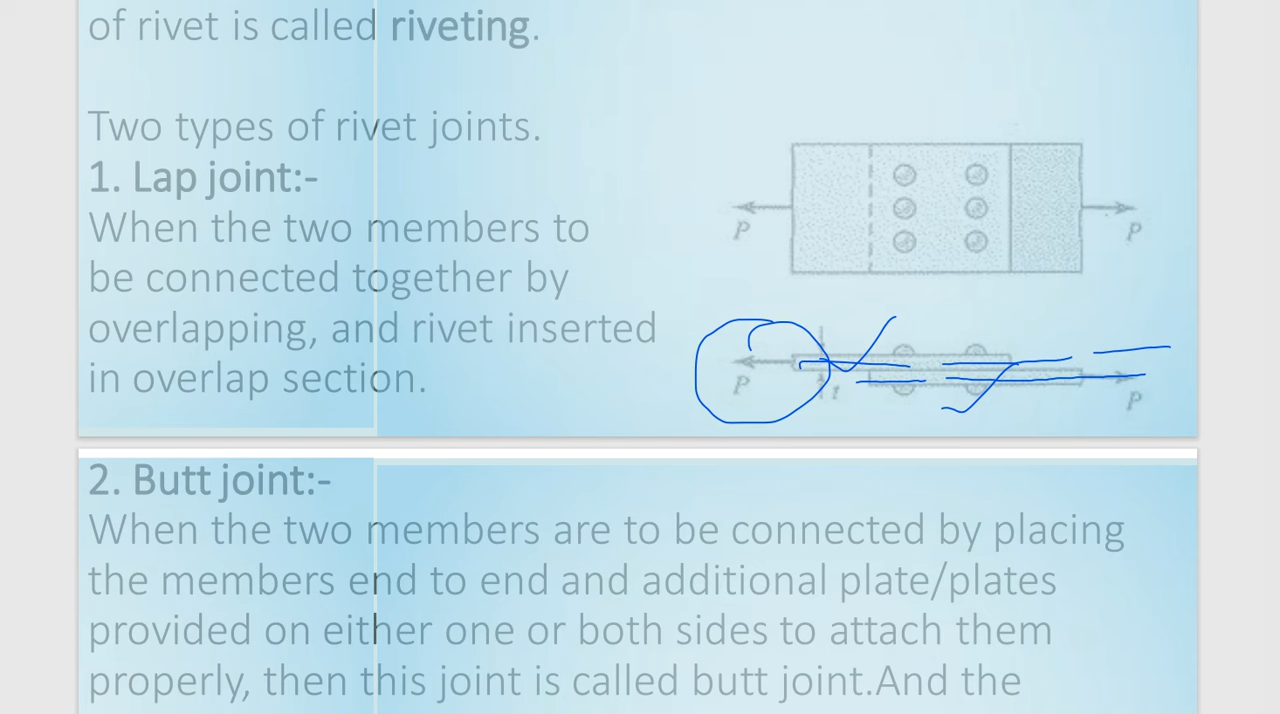 of rivet is called riveting.
Two types of rivet joints.
1. Lap joint:-
When the two members to
be connected together by
overlapping, and rivet inserted
in overlap section.
P
P
P
t
P
2. Butt joint:-
When the two members are to be connected by placing
the members end to end and additional plate/plates
provided on either one or both sides to attach them
properly, then this joint is called butt joint.And the